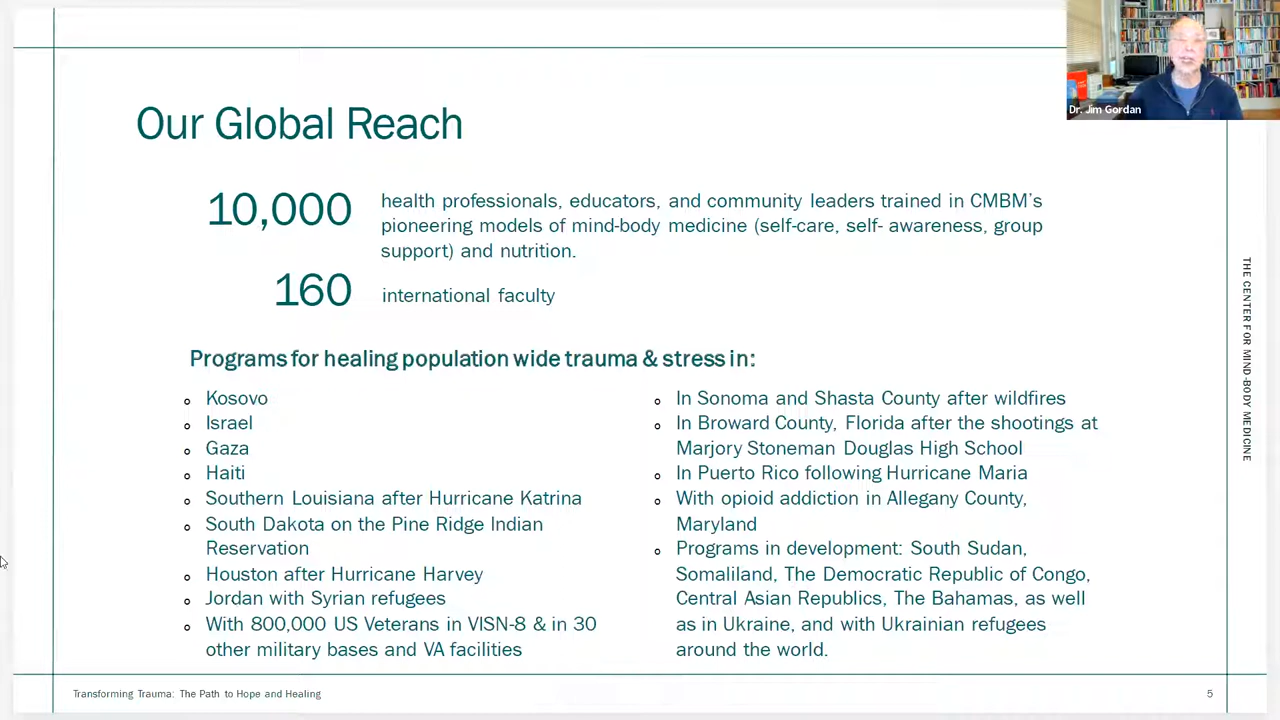 Our Global Reach
10,000
health professionals, educators, and community leaders trained in CMBM's
pioneering models of mind-body medicine (self-care, self- awareness, group
support) and nutrition.
160
international faculty
Programs for healing population wide trauma & stress in:
Kosovo
Israel
Gaza
Haiti
Southern Louisiana after Hurricane Katrina
South Dakota on the Pine Ridge Indian
Reservation
Houston after Hurricane Harvey
Jordan with Syrian refugees
With 800,000 US Veterans in VISN-8 & in 30
other military bases and VA facilities
In Sonoma and Shasta County after wildfires
In Broward County, Florida after the shootings at
Marjory Stoneman Douglas High School
In Puerto Rico following Hurricane Maria
With opioid addiction in Allegany County,
Maryland
Programs in development: South Sudan,
Somaliland, The Democratic Republic of Congo,
Central Asian Republics, The Bahamas, as well
as in Ukraine, and with Ukrainian refugees
around the world.
Dr. Jim Gordan
THE CENTER FOR MIND-BODY MEDICINE
Transforming Trauma: The Path to Hope and Healing
5